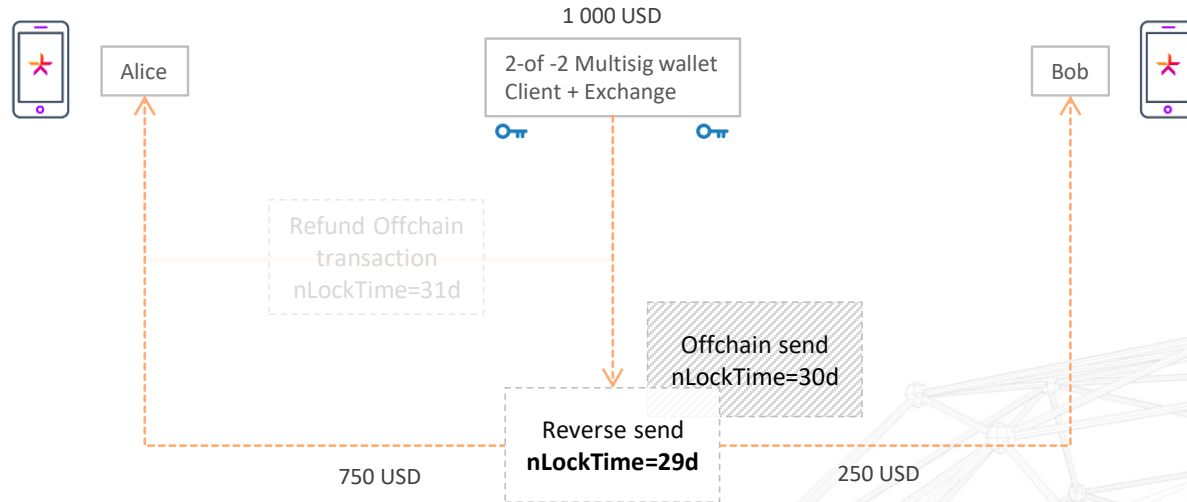 1 000 USD
Alice
2-of -2 Multisig wallet
Client + Exchange
Bob
Refund Offchain
transaction
nLockTime=31d
Offchain send
nLockTime=30d
Reverse send
nLockTime=29d
750 USD
250 USD